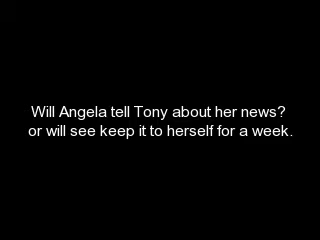 Will Angela tell Tony about her news?
or will see keep it to herself for a week.